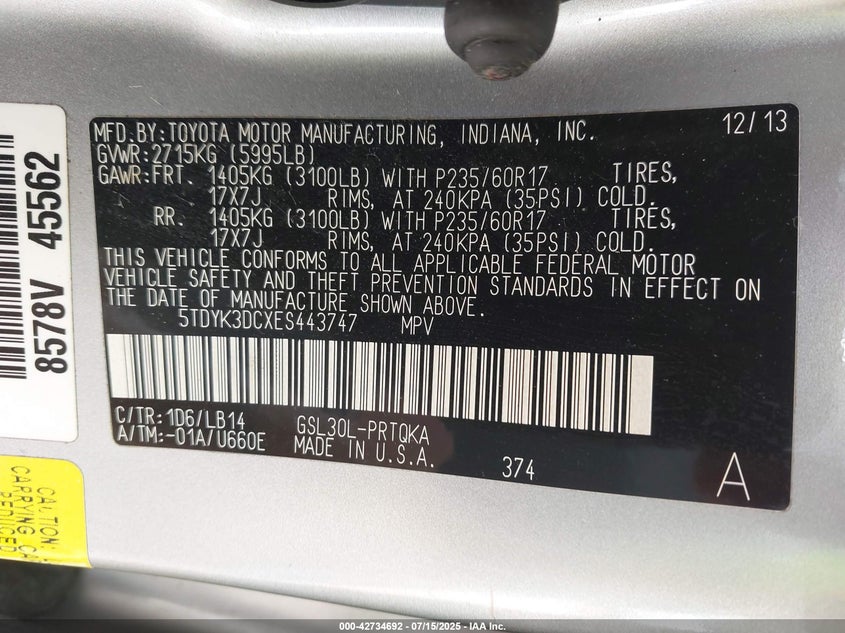 MFD.BY:TOYOTA MOTOR MANUFACTURING, INDIANA, INC. 12/13
GVWR:2715KG (5995LB)
GAWR:FRT. 1405KG (3100LB) WITH P235/60R17 TIRES,
17X7J RIMS, AT 240KPA (35PSI) COLD.
RR. 1405KG (3100LB) WITH P235/60R17 TIRES,
17X7J RIMS, AT 240KPA (35PSI) COLD.
THIS VEHICLE CONFORMS TO ALL APPLICABLE FEDERAL MOTOR
VEHICLE SAFETY AND THEFT PREVENTION STANDARDS IN EFFECT ON
THE DATE OF MANUFACTURE SHOWN ABOVE.
5TDYK3DCXES443747 MPV
C/TR:1D6/LB14 GSL30L-PRTQKA
A/TM:-01A/U660E MADE IN U.S.A. 374 A
8578V 45562
CAUTION:
CARRYING CA
REDUCED
000-42734692 - 07/15/2025 - IAA Inc.